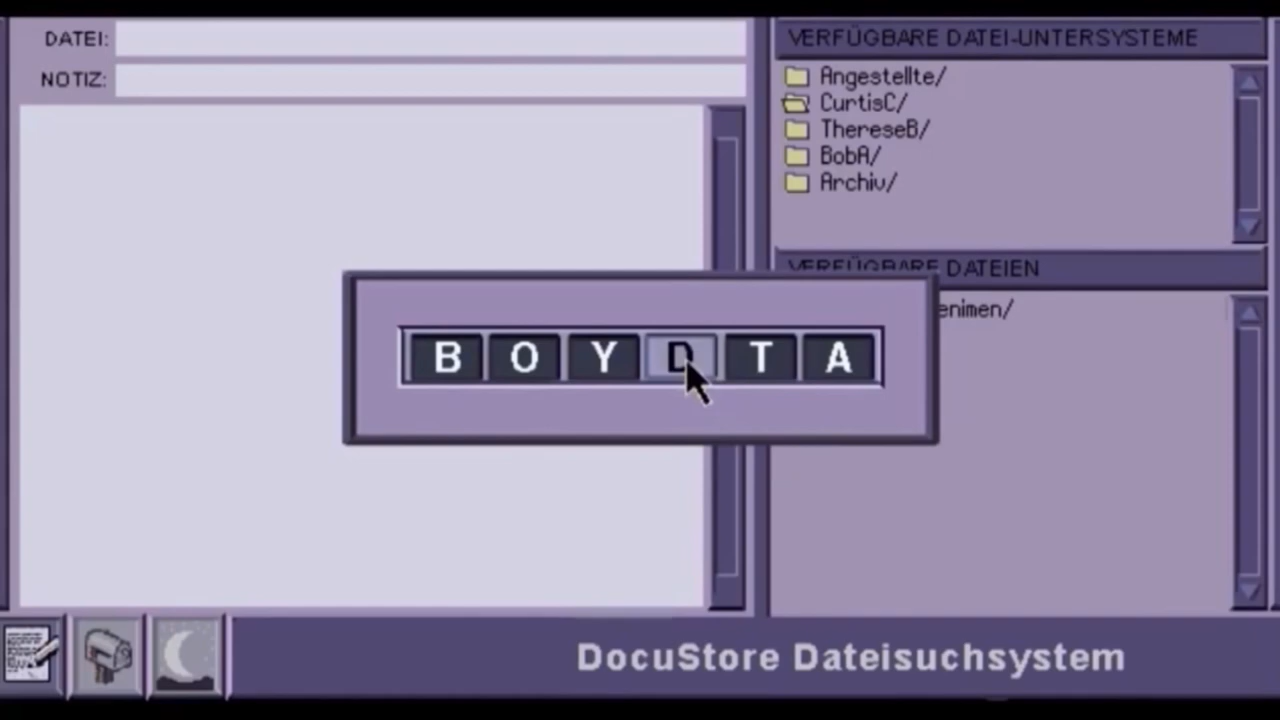 DATEI:
NOTIZ:
VERFÜGBARE DATEI-UNTERSYSTEME
Angestellte/
CurtisC/
ThereseB/
BobA/
Archiv/
VERFÜGBARE DATEIEN
enimen/
B O Y D T A
DocuStore Dateisuchsystem